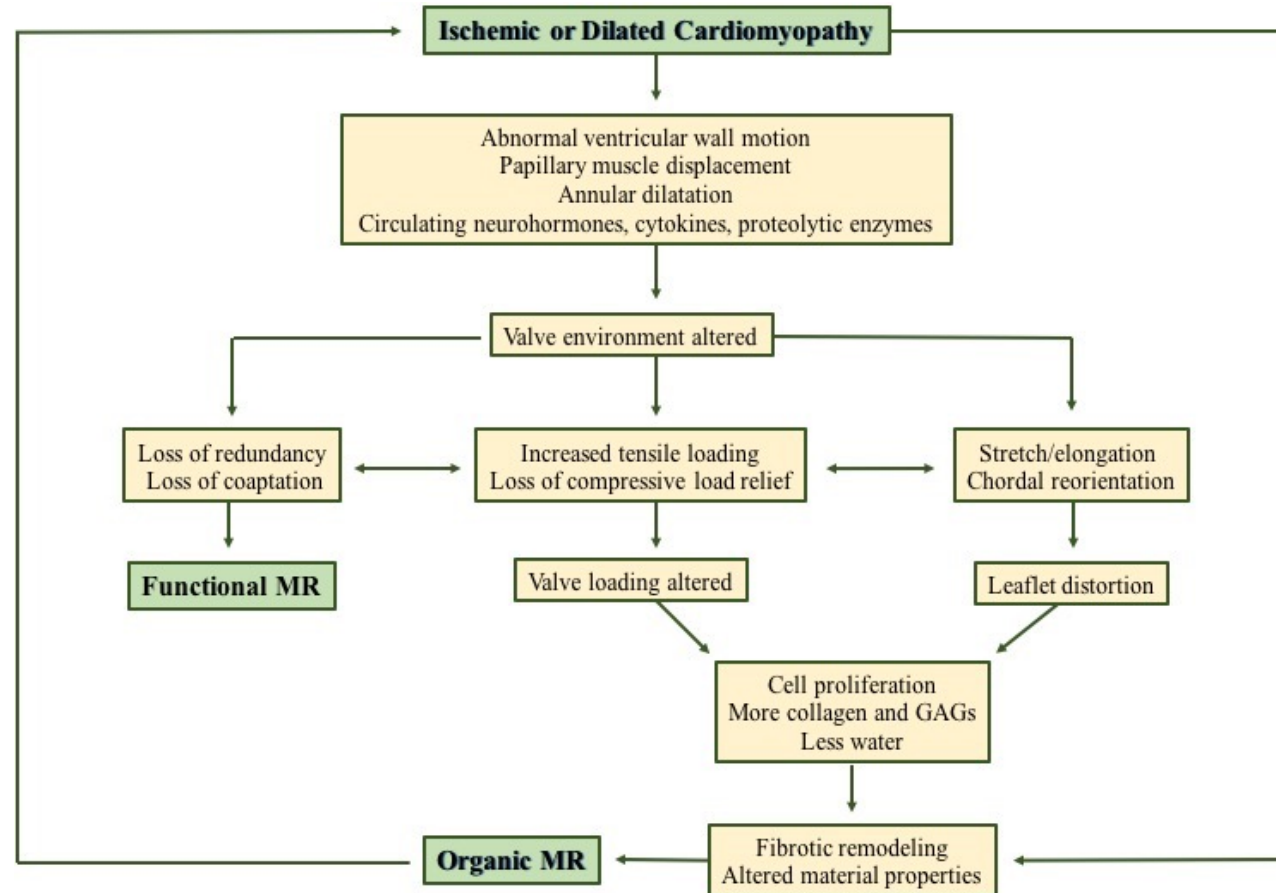 Ischemic or Dilated Cardiomyopathy
Abnormal ventricular wall motion
Papillary muscle displacement
Annular dilatation
Circulating neurohormones, cytokines, proteolytic enzymes
Valve environment altered
Loss of redundancy
Loss of coaptation
Increased tensile loading
Loss of compressive load relief
Stretch/elongation
Chordal reorientation
Functional MR
Valve loading altered
Leaflet distortion
Cell proliferation
More collagen and GAGs
Less water
Organic MR
Fibrotic remodeling
Altered material properties